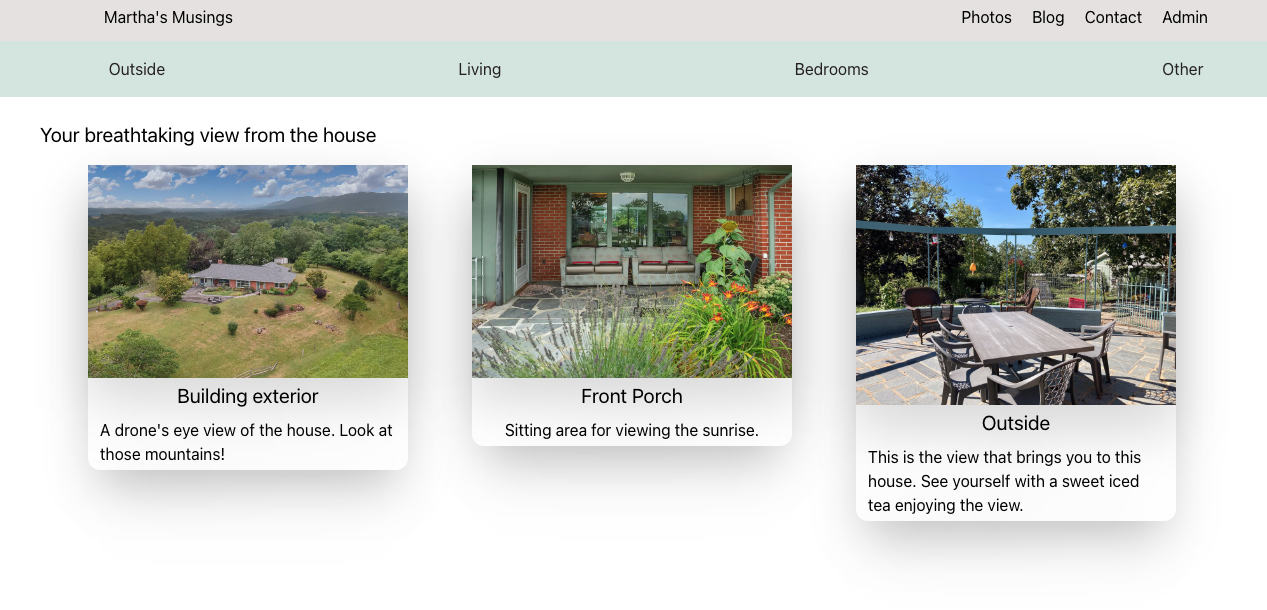 Martha's Musings
Photos Blog Contact Admin
Outside Living Bedrooms Other
Your breathtaking view from the house
Building exterior
A drone's eye view of the house. Look at
those mountains!
Front Porch
Sitting area for viewing the sunrise.
Outside
This is the view that brings you to this
house. See yourself with a sweet iced
tea enjoying the view.